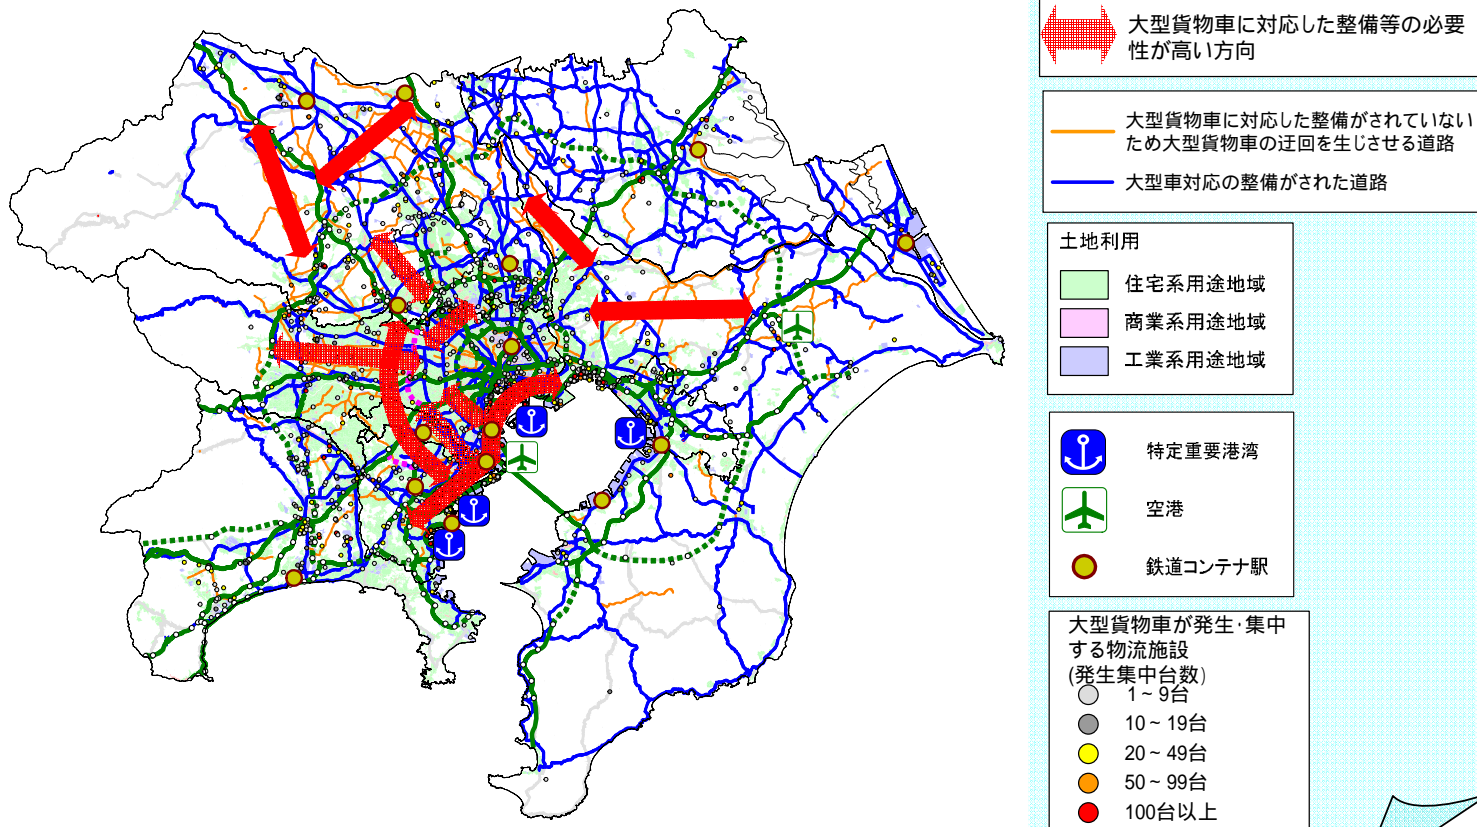 大型貨物車に対応した整備等の必要
性が高い方向
大型貨物車に対応した整備がされていない
ため大型貨物車の迂回を生じさせる道路
大型車対応の整備がされた道路
土地利用
住宅系用途地域
商業系用途地域
工業系用途地域
特定重要港湾
空港
鉄道コンテナ駅
大型貨物車が発生・集中
する物流施設
(発生集中台数)
1～9台
10～19台
20～49台
50～99台
100台以上